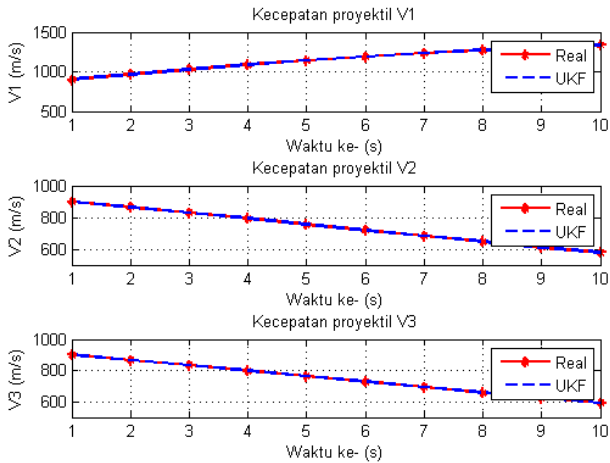 Kecepatan proyektil V1
1500
1000
500
V1 (m/s)
Real
UKF
1 2 3 4 5 6 7 8 9 10
Waktu ke- (s)
Kecepatan proyektil V2
1000
800
600
V2 (m/s)
Real
UKF
1 2 3 4 5 6 7 8 9 10
Waktu ke- (s)
Kecepatan proyektil V3
1000
800
600
V3 (m/s)
Real
UKF
1 2 3 4 5 6 7 8 9 10
Waktu ke- (s)